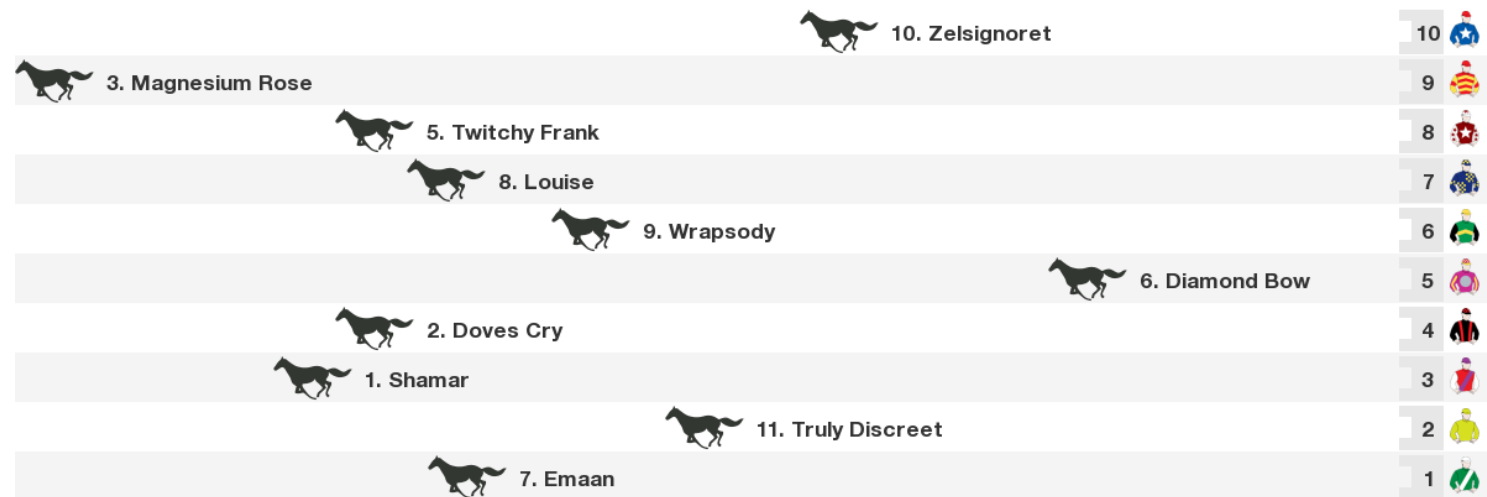 10. Zelsignoret 10
3. Magnesium Rose 9
5. Twitchy Frank 8
8. Louise 7
9. Wrapsody 6
6. Diamond Bow 5
2. Doves Cry 4
1. Shamar 3
11. Truly Discreet 2
7. Emaan 1